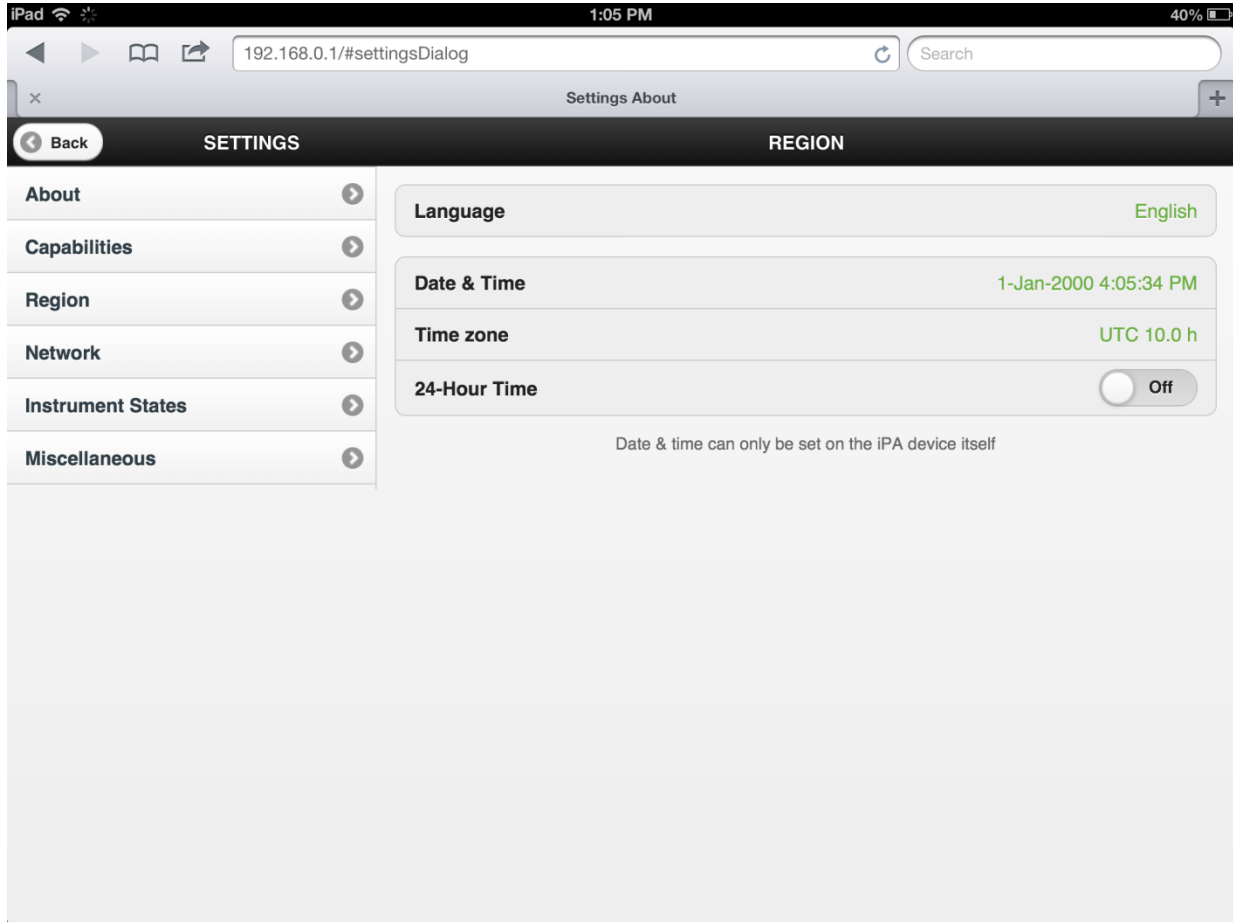 iPad 1:05 PM 40%
192.168.0.1/#settingsDialog Search
Settings About
Back SETTINGS REGION
About
Capabilities
Region
Network
Instrument States
Miscellaneous
Language English
Date & Time 1-Jan-2000 4:05:34 PM
Time zone UTC 10.0 h
24-Hour Time Off
Date & time can only be set on the iPA device itself